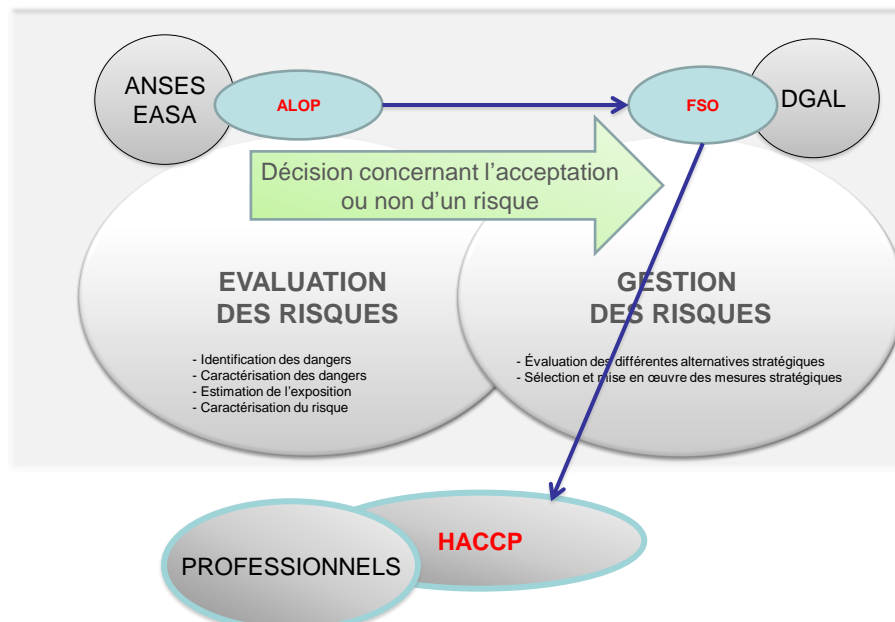 ANSES
EASA
ALOP
FSO
DGAL
Décision concernant l'acceptation
ou non d'un risque
EVALUATION
DES RISQUES
- Identification des dangers
- Caractérisation des dangers
- Estimation de l'exposition
- Caractérisation du risque
GESTION
DES RISQUES
- Évaluation des différentes alternatives stratégiques
- Sélection et mise en œuvre des mesures stratégiques
HACCP
PROFESSIONNELS